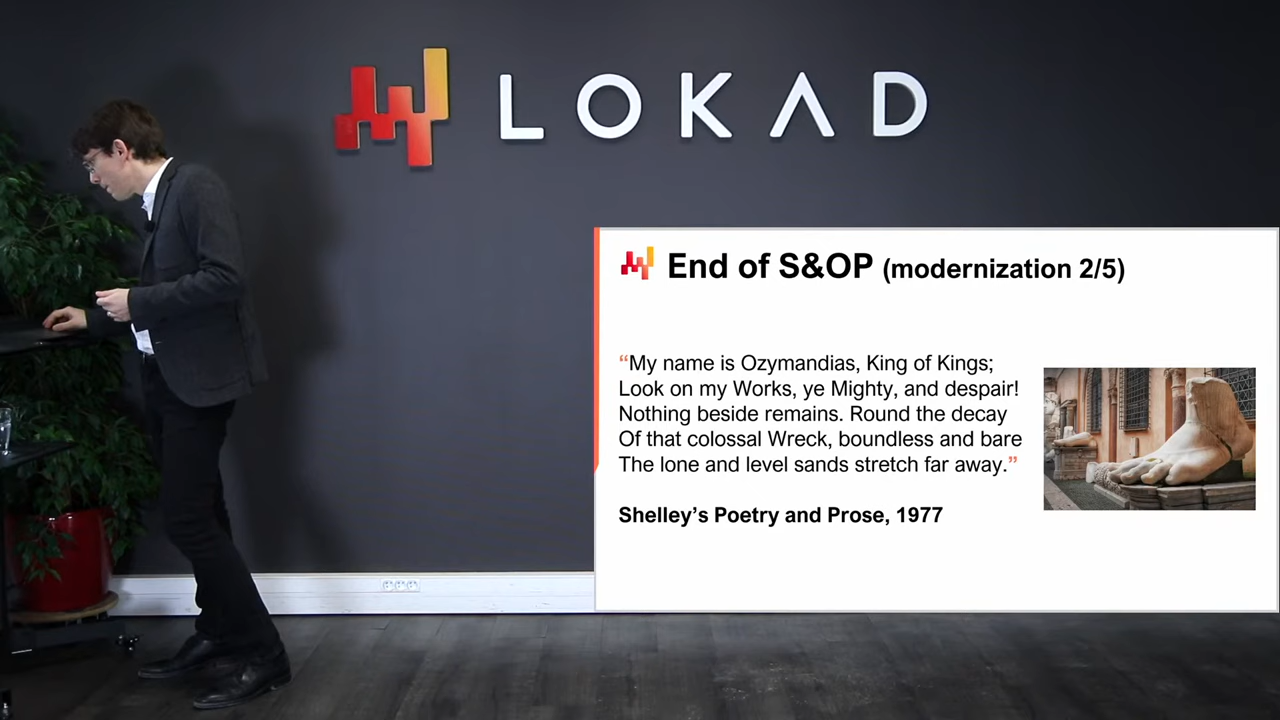 LOKAD
End of S&OP (modernization 2/5)
“My name is Ozymandias, King of Kings;
Look on my Works, ye Mighty, and despair!
Nothing beside remains. Round the decay
Of that colossal Wreck, boundless and bare
The lone and level sands stretch far away.”
Shelley’s Poetry and Prose, 1977